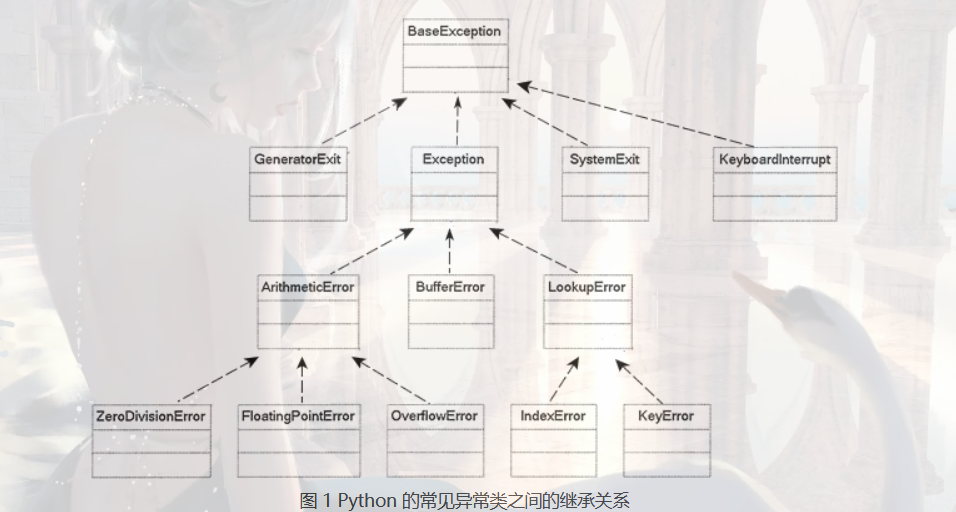 BaseException
GeneratorExit Exception SystemExit KeyboardInterrupt
ArithmeticError BufferError LookupError
ZeroDivisionError FloatingPointError OverflowError IndexError KeyError
图 1 Python 的常见异常类之间的继承关系